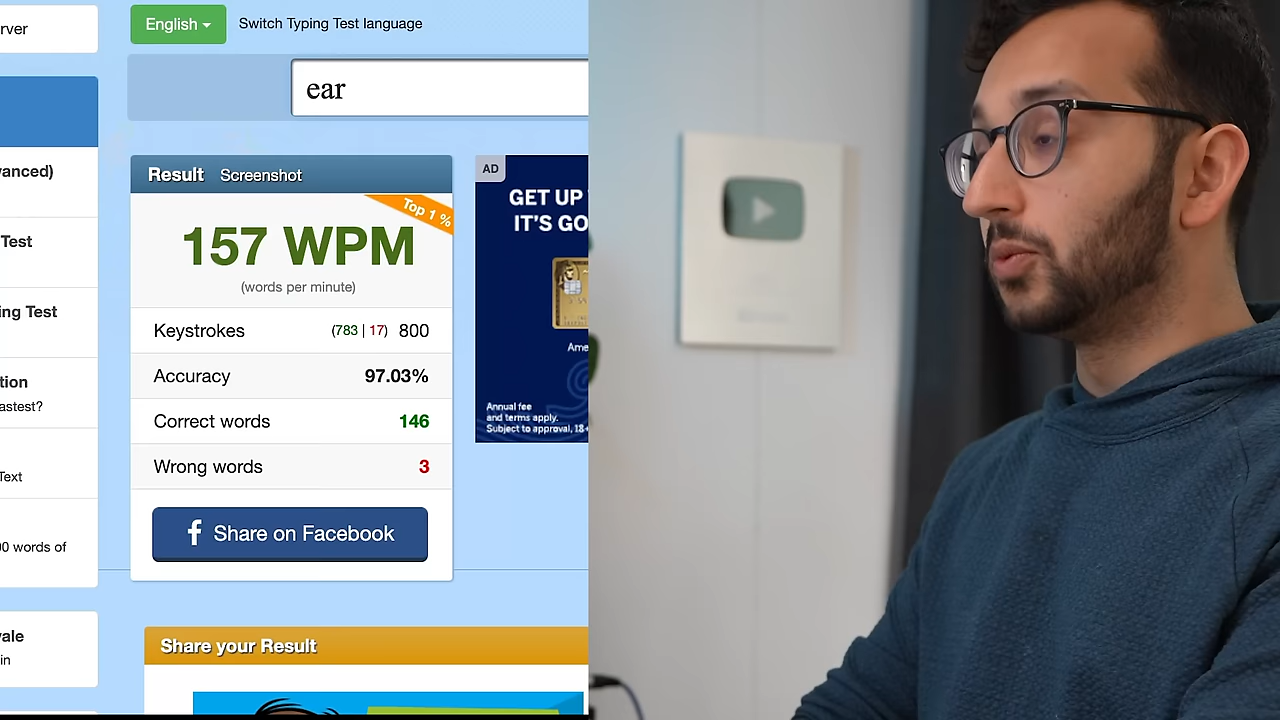 rver
English
Switch Typing Test language
ear
vanced)
Test
ing Test
tion
astest?
Text
00 words of
vale
in
Result Screenshot
Top 1 %
157 WPM
(words per minute)
Keystrokes (783 | 17) 800
Accuracy 97.03%
Correct words 146
Wrong words 3
f Share on Facebook
AD
GET UP
IT'S GO
Ame
Annual fee
and terms apply.
Subject to approval, 18+
Share your Result